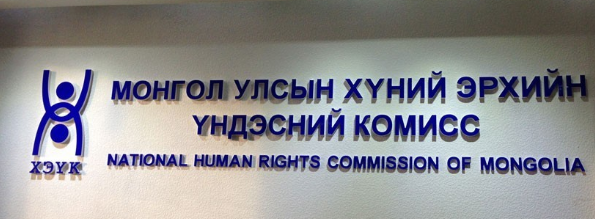 МОНГОЛ УЛСЫН ХҮНИЙ ЭРХИЙН
ҮНДЭСНИЙ КОМИСС
NATIONAL HUMAN RIGHTS COMMISSION OF MONGOLIA
ХЭҮК